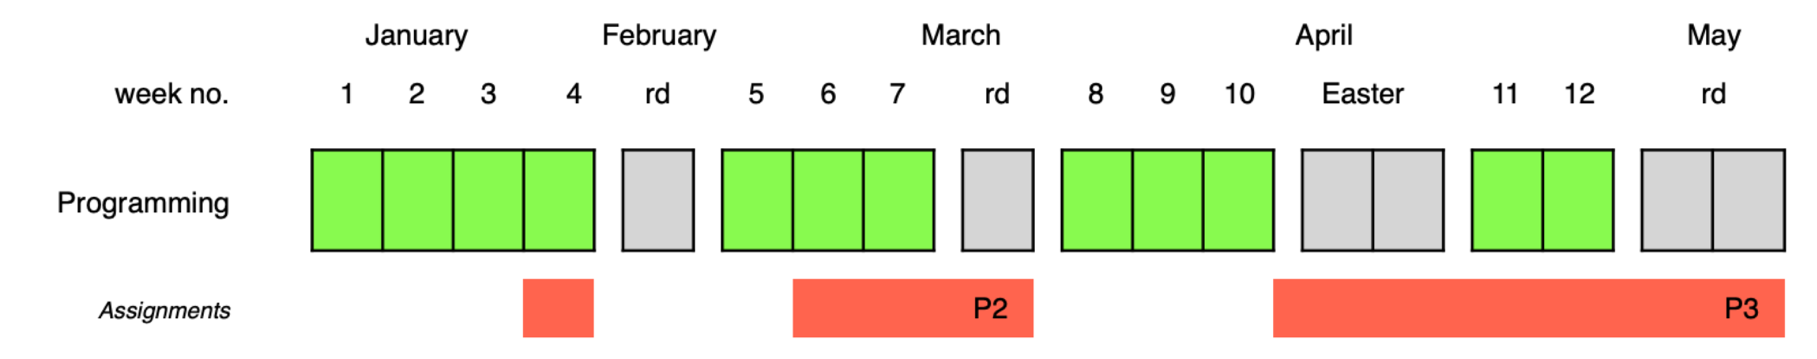 January February March April May
week no. 1 2 3 4 rd 5 6 7 rd 8 9 10 Easter 11 12 rd
Programming
Assignments P2 P3